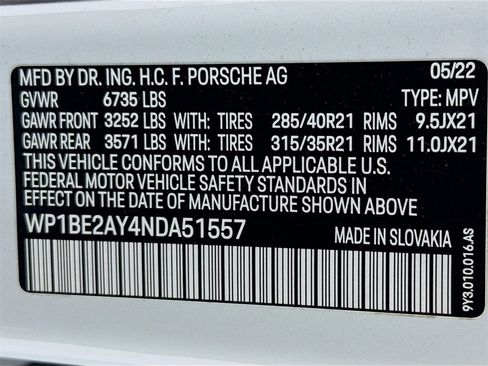 MFD BY DR. ING. H.C. F. PORSCHE AG 05/22
GVWR 6735 LBS TYPE: MPV
GAWR FRONT 3252 LBS WITH: TIRES 285/40R21 RIMS 9.5JX21
GAWR REAR 3571 LBS WITH: TIRES 315/35R21 RIMS 11.0JX21
THIS VEHICLE CONFORMS TO ALL APPLICABLE U.S.
FEDERAL MOTOR VEHICLE SAFETY STANDARDS IN
EFFECT ON THE DATE OF MANUFACTURE SHOWN ABOVE.
WP1BE2AY4NDA51557 MADE IN SLOVAKIA
9Y3.010.016.AS